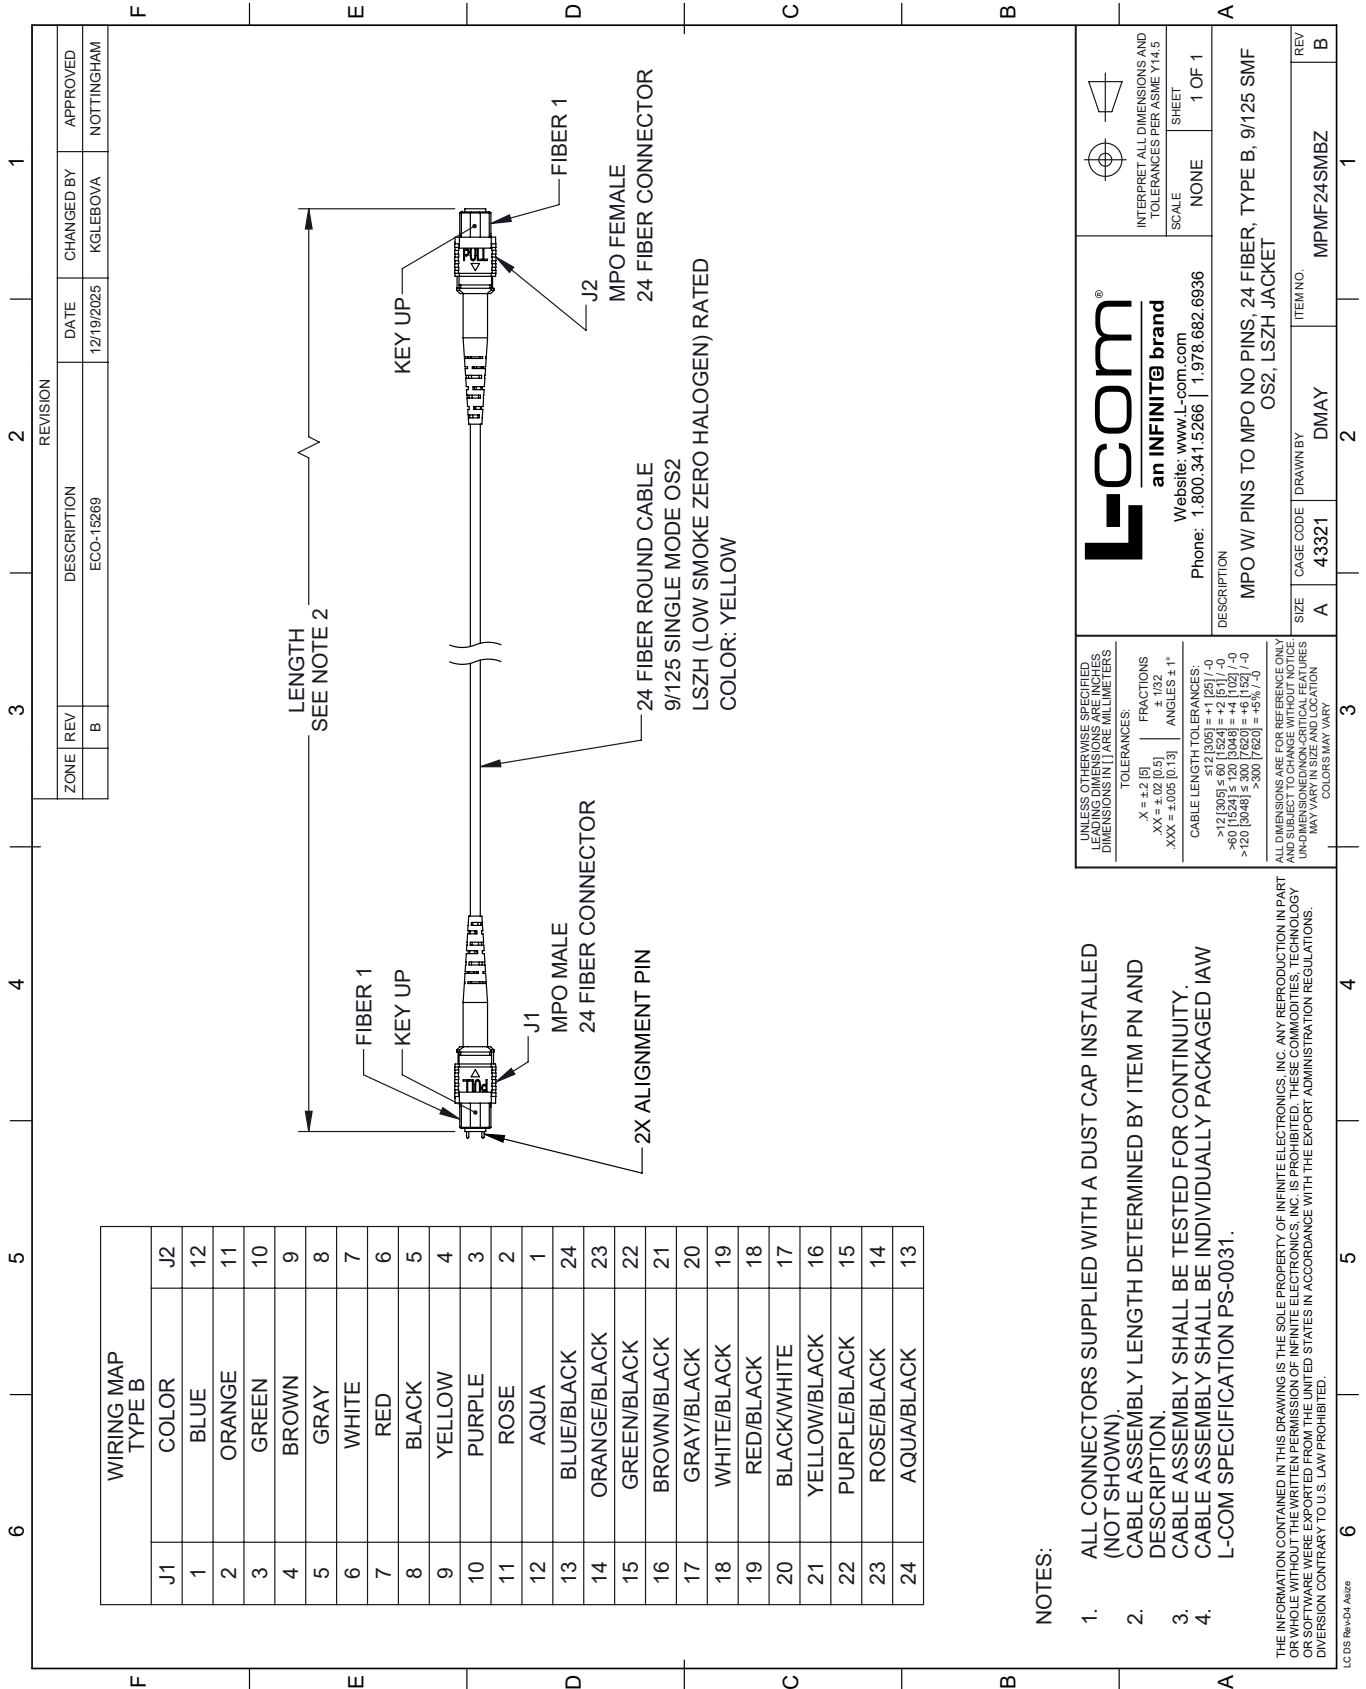 6
5
4
3
2
1
F
E
D
C
B
A
REVISION
ZONE REV DESCRIPTION DATE CHANGED BY APPROVED
B ECO-15269 12/19/2025 KGLEBOVA NOTTINGHAM
WIRING MAP
TYPE B
J1 COLOR J2
1 BLUE 12
2 ORANGE 11
3 GREEN 10
4 BROWN 9
5 GRAY 8
6 WHITE 7
7 RED 6
8 BLACK 5
9 YELLOW 4
10 PURPLE 3
11 ROSE 2
12 AQUA 1
13 BLUE/BLACK 24
14 ORANGE/BLACK 23
15 GREEN/BLACK 22
16 BROWN/BLACK 21
17 GRAY/BLACK 20
18 WHITE/BLACK 19
19 RED/BLACK 18
20 BLACK/WHITE 17
21 YELLOW/BLACK 16
22 PURPLE/BLACK 15
23 ROSE/BLACK 14
24 AQUA/BLACK 13
LENGTH
SEE NOTE 2
FIBER 1
KEY UP
PULL
J1
MPO MALE
24 FIBER CONNECTOR
2X ALIGNMENT PIN
24 FIBER ROUND CABLE
9/125 SINGLE MODE OS2
LSZH (LOW SMOKE ZERO HALOGEN) RATED
COLOR: YELLOW
KEY UP
PULL
FIBER 1
J2
MPO FEMALE
24 FIBER CONNECTOR
NOTES:
1. ALL CONNECTORS SUPPLIED WITH A DUST CAP INSTALLED
(NOT SHOWN).
2. CABLE ASSEMBLY LENGTH DETERMINED BY ITEM PN AND
DESCRIPTION.
3. CABLE ASSEMBLY SHALL BE TESTED FOR CONTINUITY.
4. CABLE ASSEMBLY SHALL BE INDIVIDUALLY PACKAGED IAW
L-COM SPECIFICATION PS-0031.
THE INFORMATION CONTAINED IN THIS DRAWING IS THE SOLE PROPERTY OF INFINITE ELECTRONICS, INC. ANY REPRODUCTION IN PART
OR WHOLE WITHOUT THE WRITTEN PERMISSION OF INFINITE ELECTRONICS, INC. IS PROHIBITED. THESE COMMODITIES, TECHNOLOGY
OR SOFTWARE WERE EXPORTED FROM THE UNITED STATES IN ACCORDANCE WITH THE EXPORT ADMINISTRATION REGULATIONS.
DIVERSION CONTRARY TO U.S. LAW PROHIBITED.
UNLESS OTHERWISE SPECIFIED
LEADING DIMENSIONS ARE INCHES
DIMENSIONS IN [ ] ARE MILLIMETERS
TOLERANCES:
.X = ±.2 [5] FRACTIONS
.XX = ±.02 [0.5] ± 1/32
.XXX = ±.005 [0.13] ANGLES ± 1°
CABLE LENGTH TOLERANCES:
≤12 [305] = +1 [25] / -0
>12 [305] ≤ 60 [1524] = +2 [51] / -0
>60 [1524] ≤ 120 [3048] = +4 [102] / -0
>120 [3048] ≤ 300 [7620] = +6 [152] / -0
>300 [7620] = +5% / -0
ALL DIMENSIONS ARE FOR REFERENCE ONLY
AND SUBJECT TO CHANGE WITHOUT NOTICE.
UN-DIMENSIONED/NON-CRITICAL FEATURES
MAY VARY IN SIZE AND LOCATION
COLORS MAY VARY
L-com®
an INFINITE brand
Website: www.L-com.com
Phone: 1.800.341.5266 | 1.978.682.6936
INTERPRET ALL DIMENSIONS AND
TOLERANCES PER ASME Y14.5
SCALE NONE
SHEET 1 OF 1
DESCRIPTION
MPO W/ PINS TO MPO NO PINS, 24 FIBER, TYPE B, 9/125 SMF
OS2, LSZH JACKET
SIZE CAGE CODE DRAWN BY ITEM NO. REV
A 43321 DMAY MPMF24SMBZ B
LC DS Rev-D4 Asize
6
5
4
3
2
1
F
E
D
C
B
A